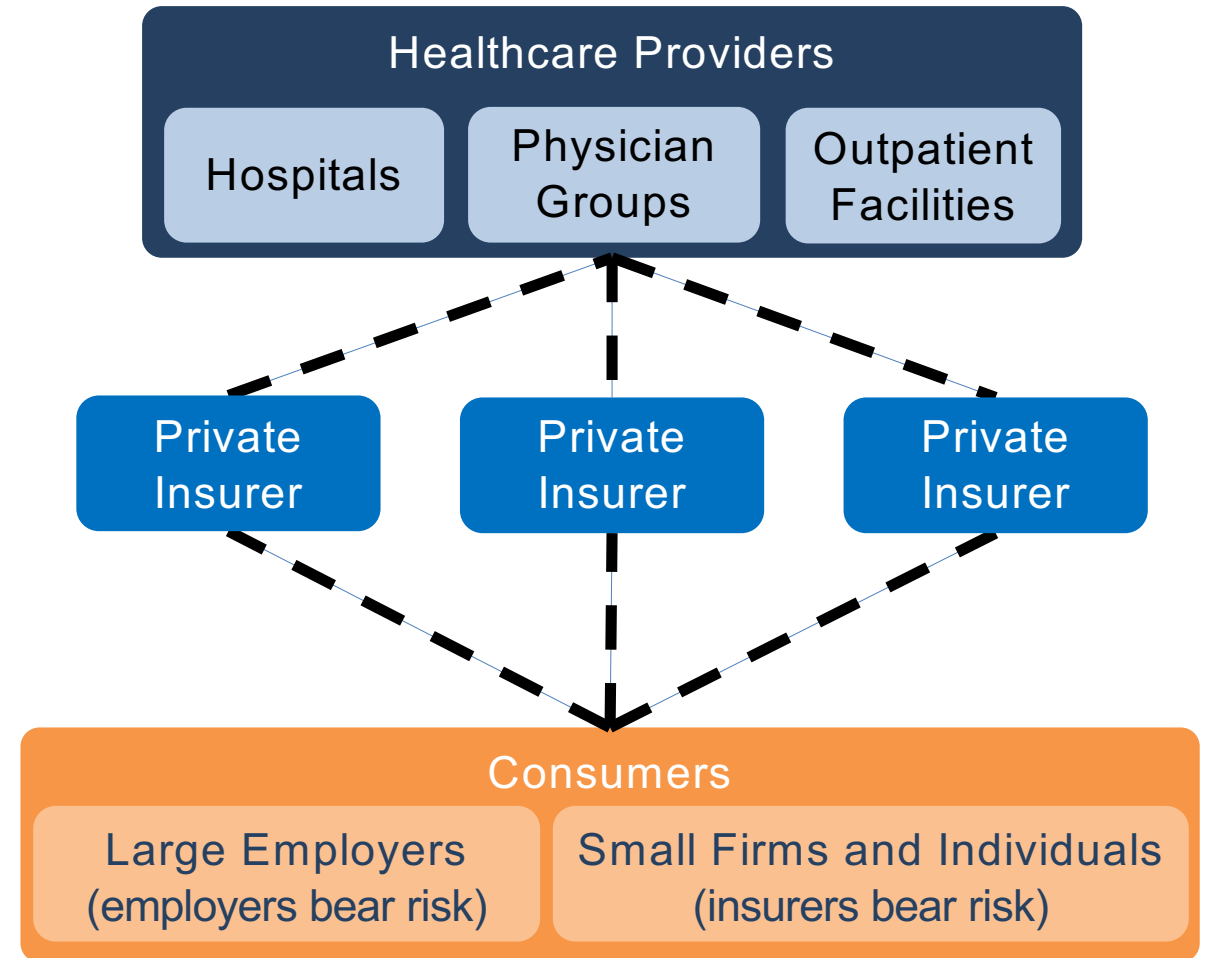 Healthcare Providers
Hospitals
Physician
Groups
Outpatient
Facilities
Private
Insurer
Private
Insurer
Private
Insurer
Consumers
Large Employers
(employers bear risk)
Small Firms and Individuals
(insurers bear risk)